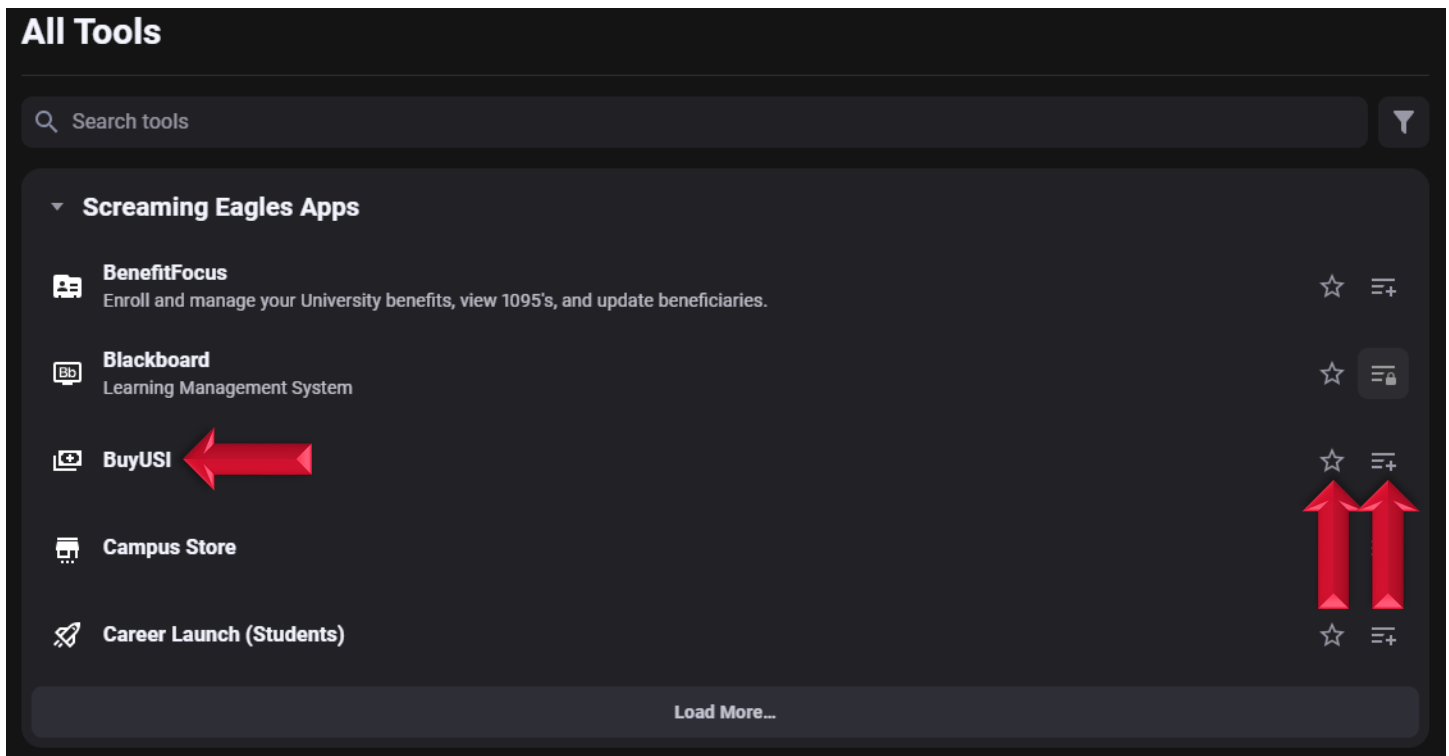 All Tools
Search tools
Screaming Eagles Apps
BenefitFocus
Enroll and manage your University benefits, view 1095's, and update beneficiaries.
Bb
Blackboard
Learning Management System
BuyUSI
Campus Store
Career Launch (Students)
Load More...